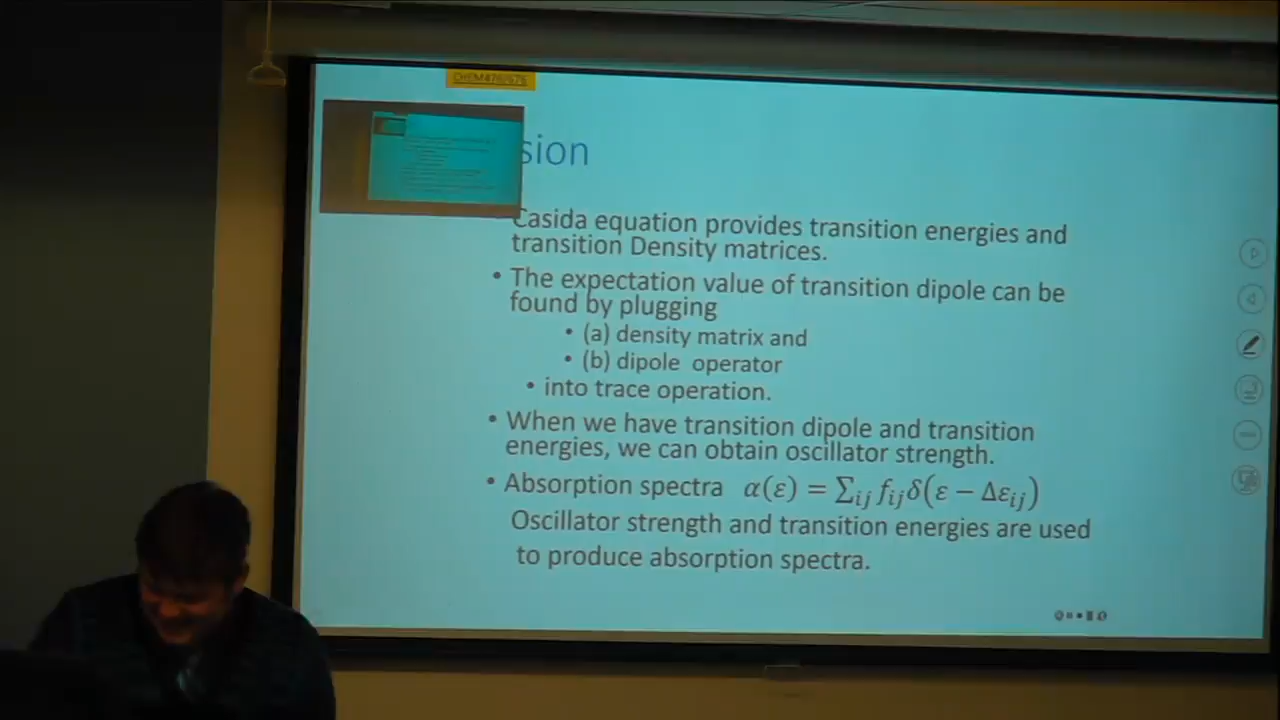 CHEM476/676
sion
Casida equation provides transition energies and
transition Density matrices.
• The expectation value of transition dipole can be
found by plugging
• (a) density matrix and
• (b) dipole operator
• into trace operation.
• When we have transition dipole and transition
energies, we can obtain oscillator strength.
• Absorption spectra α(ε) = ∑ij fijδ(ε − Δεij)
Oscillator strength and transition energies are used
to produce absorption spectra.